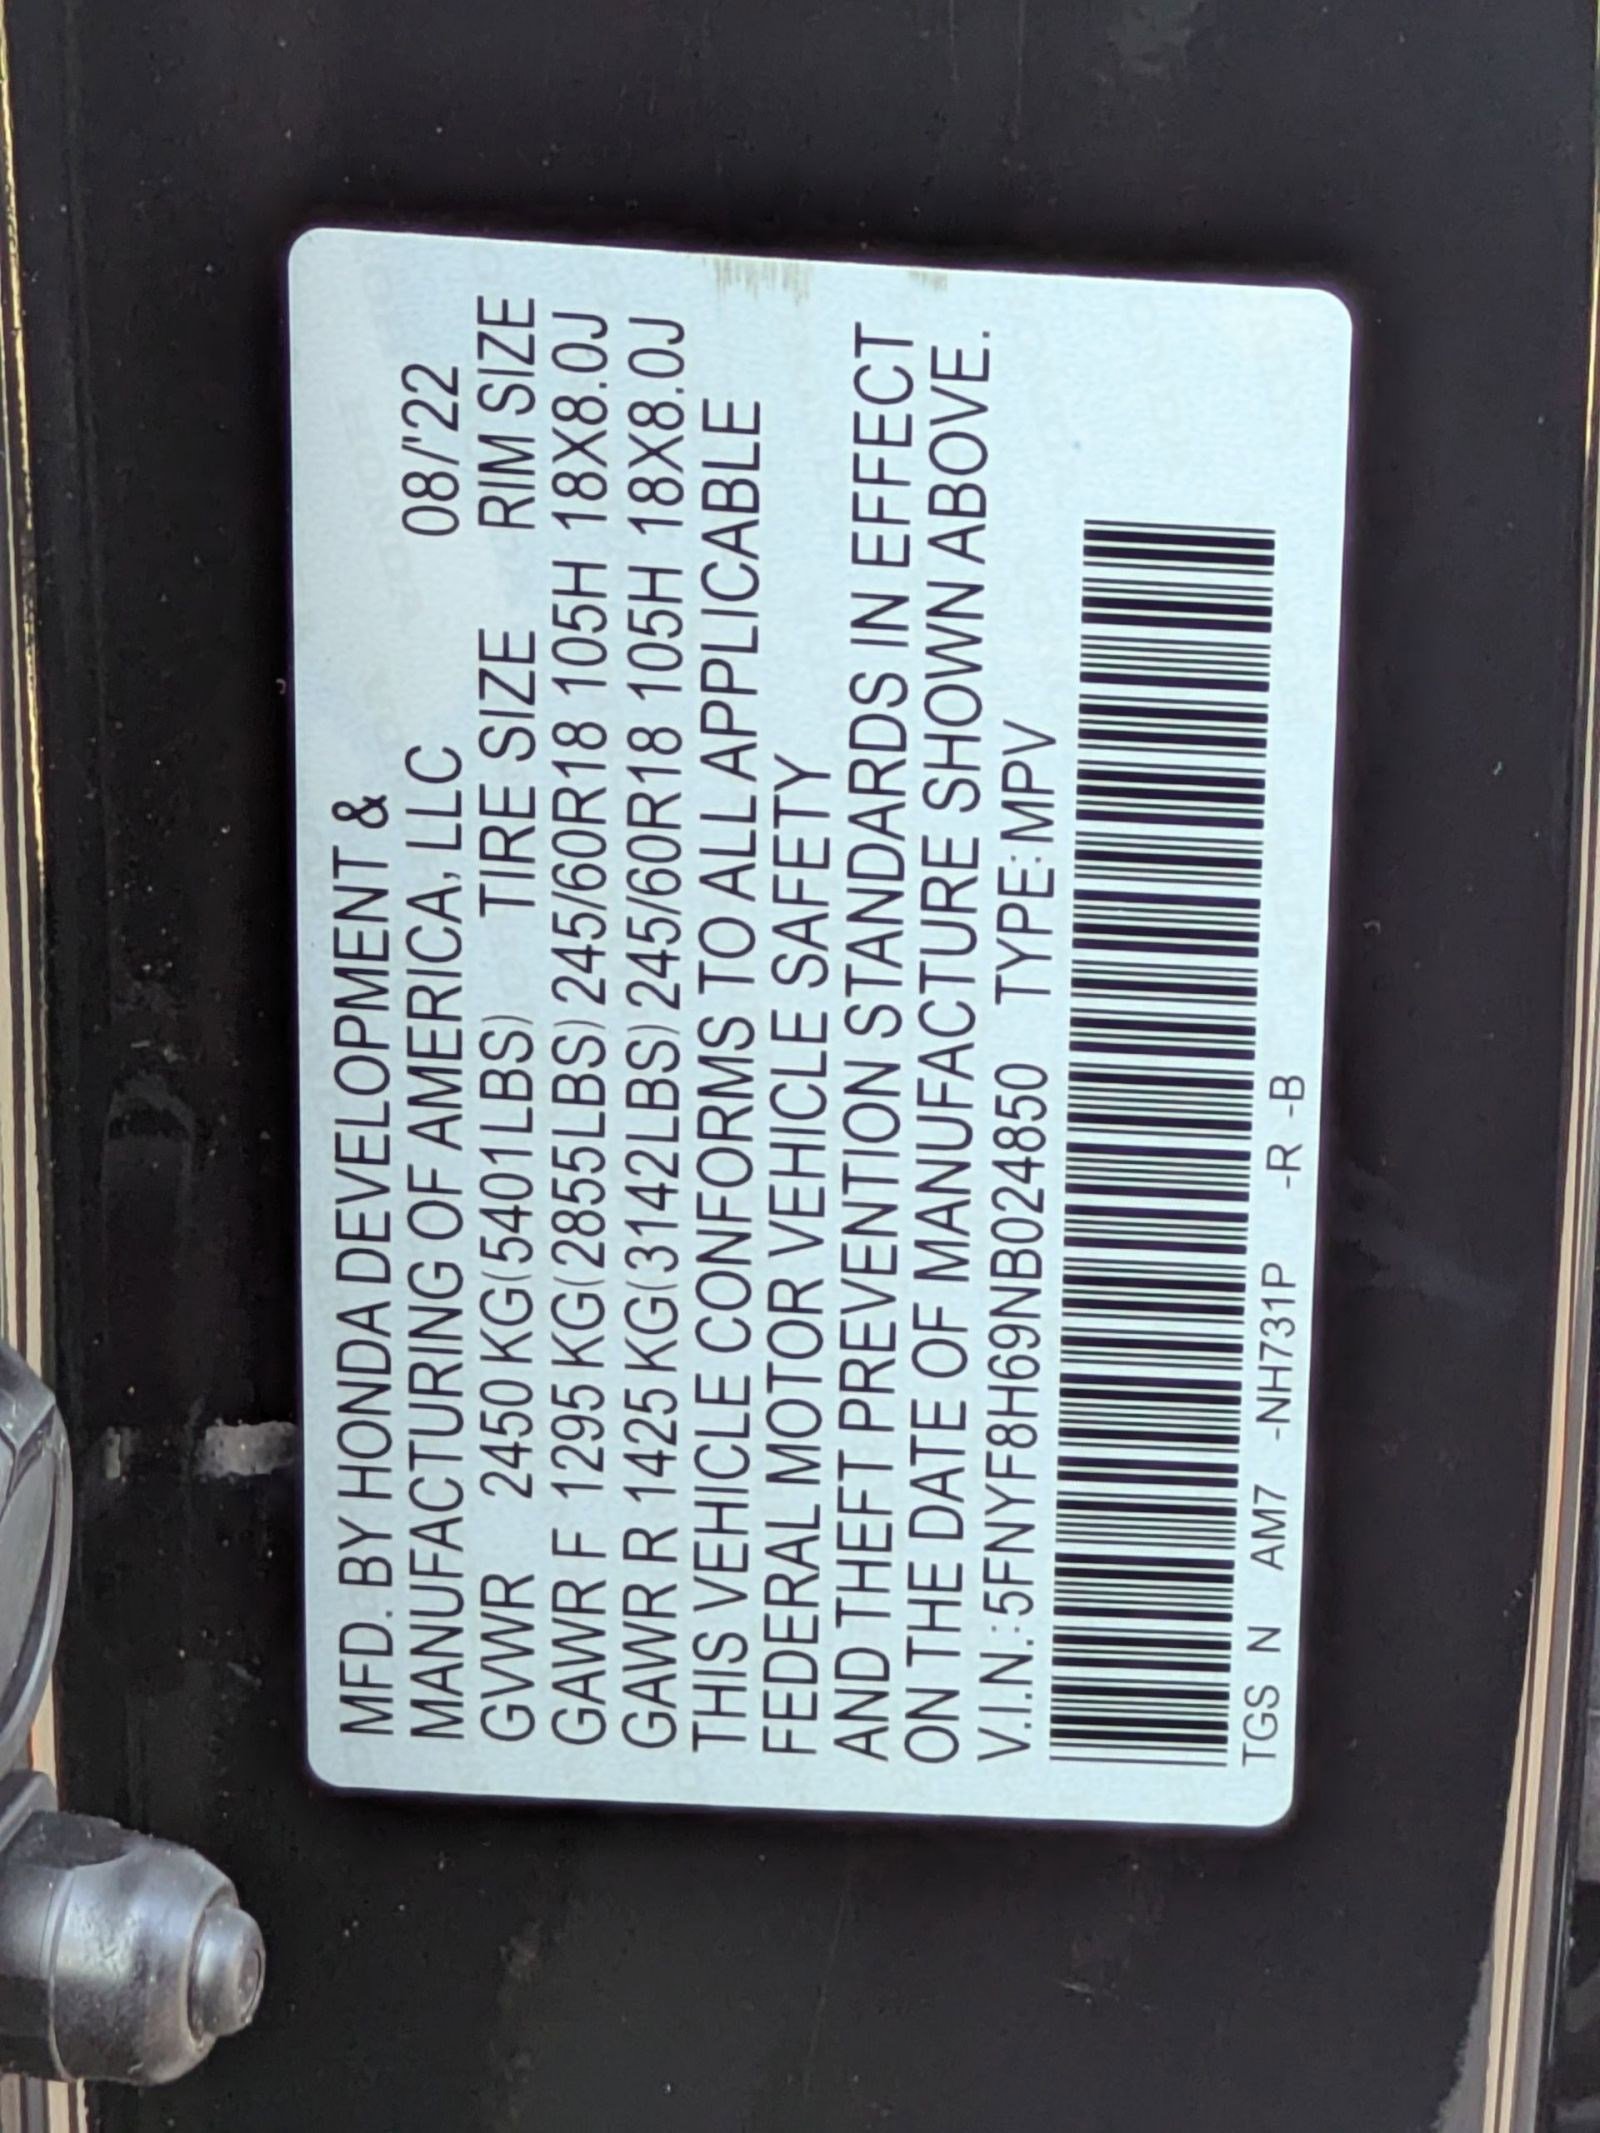 MFD. BY HONDA DEVELOPMENT &
MANUFACTURING OF AMERICA, LLC 08/'22
GVWR 2450 KG(5401LBS) TIRE SIZE RIM SIZE
GAWR F 1295 KG(2855LBS) 245/60R18 105H 18X8.0J
GAWR R 1425 KG(3142LBS) 245/60R18 105H 18X8.0J
THIS VEHICLE CONFORMS TO ALL APPLICABLE
FEDERAL MOTOR VEHICLE SAFETY
AND THEFT PREVENTION STANDARDS IN EFFECT
ON THE DATE OF MANUFACTURE SHOWN ABOVE.
V.I.N.:5FNYF8H69NB024850 TYPE:MPV
TGS N AM7 -NH731P -R -B